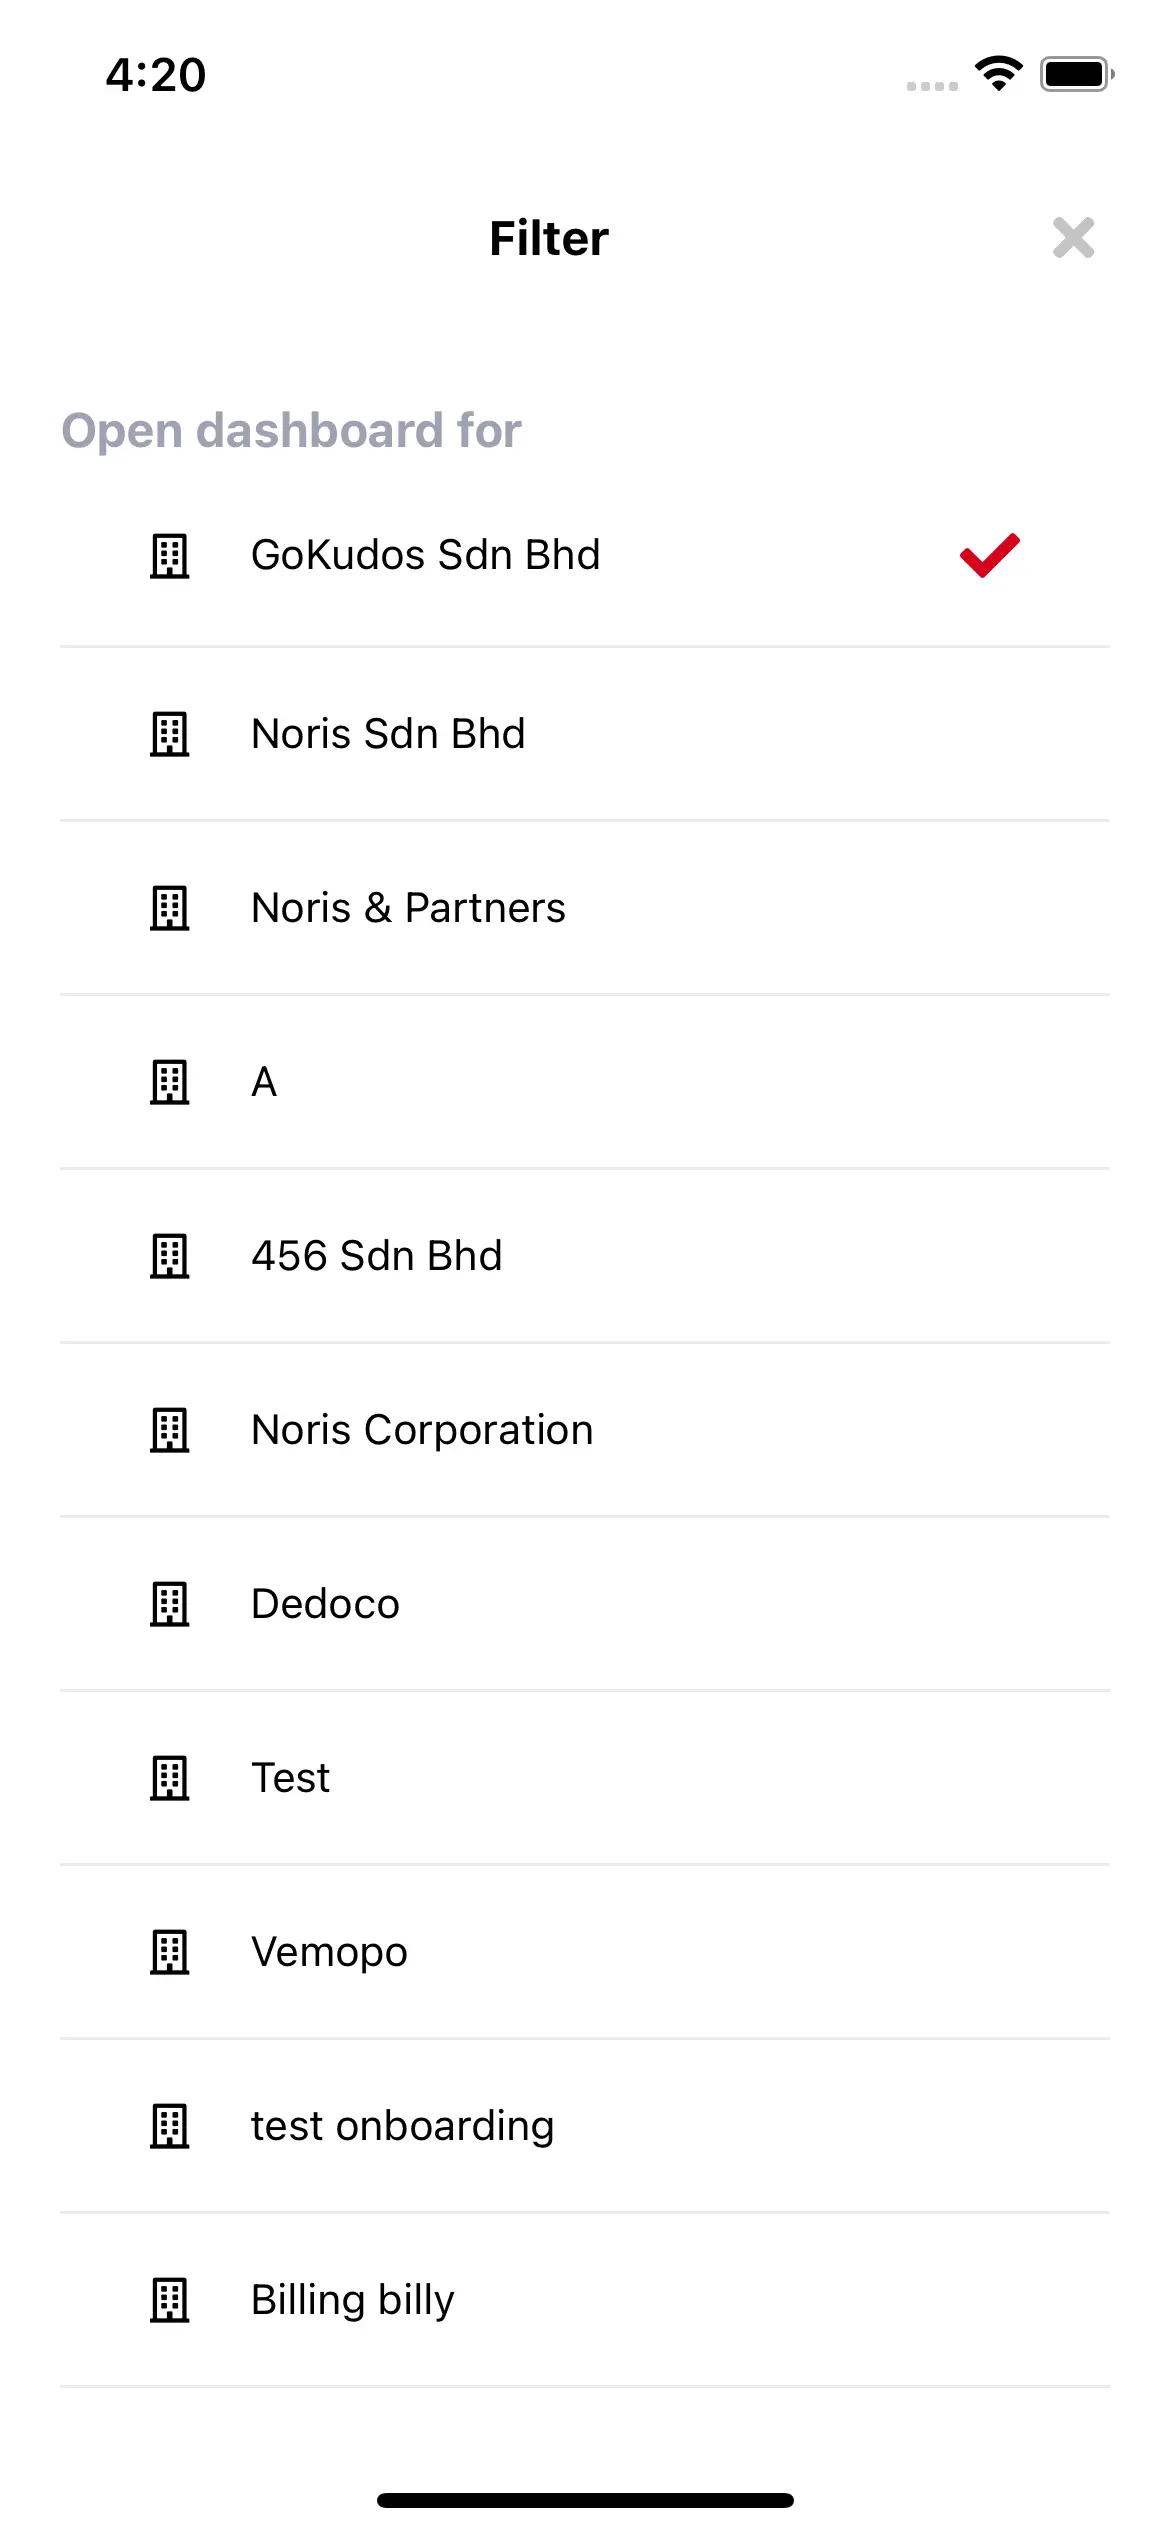 4:20
Filter
Open dashboard for
GoKudos Sdn Bhd
Noris Sdn Bhd
Noris & Partners
A
456 Sdn Bhd
Noris Corporation
Dedoco
Test
Vemopo
test onboarding
Billing billy